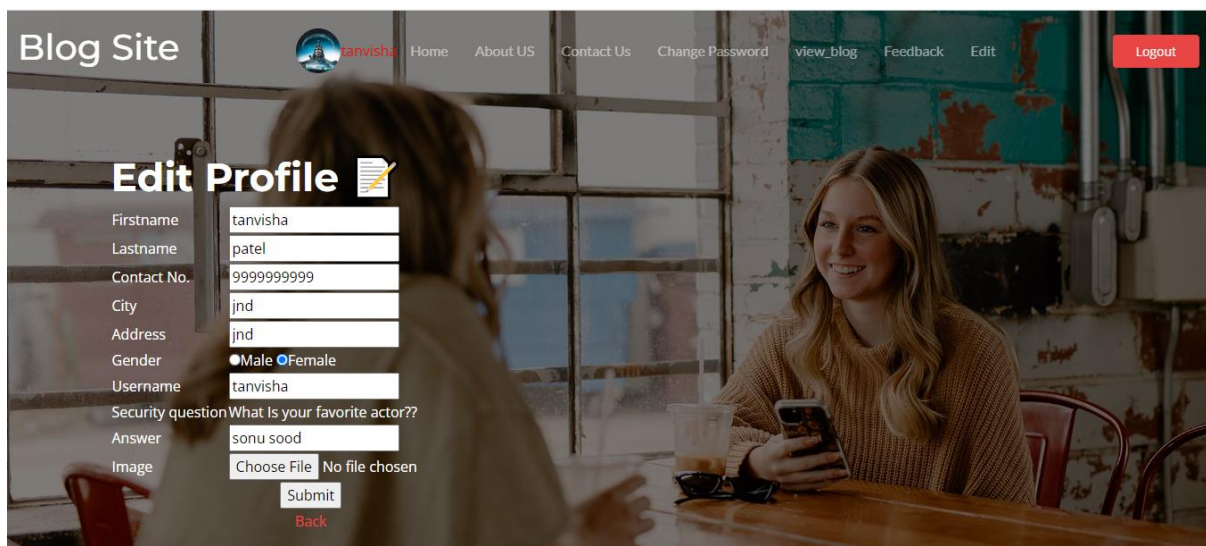 Blog Site tanvisha Home About US Contact Us Change Password view_blog Feedback Edit Logout
Edit Profile
Firstname tanvisha
Lastname patel
Contact No. 9999999999
City jnd
Address jnd
Gender Male Female
Username tanvisha
Security question What Is your favorite actor??
Answer sonu sood
Image Choose File No file chosen
Submit
Back